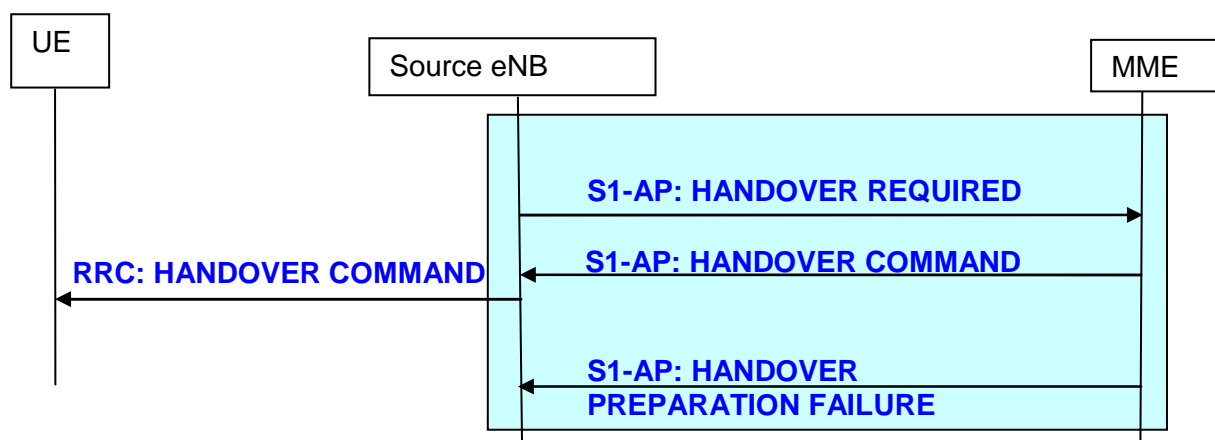 UE
Source eNB
MME
S1-AP: HANDOVER REQUIRED
S1-AP: HANDOVER COMMAND
RRC: HANDOVER COMMAND
S1-AP: HANDOVER
PREPARATION FAILURE